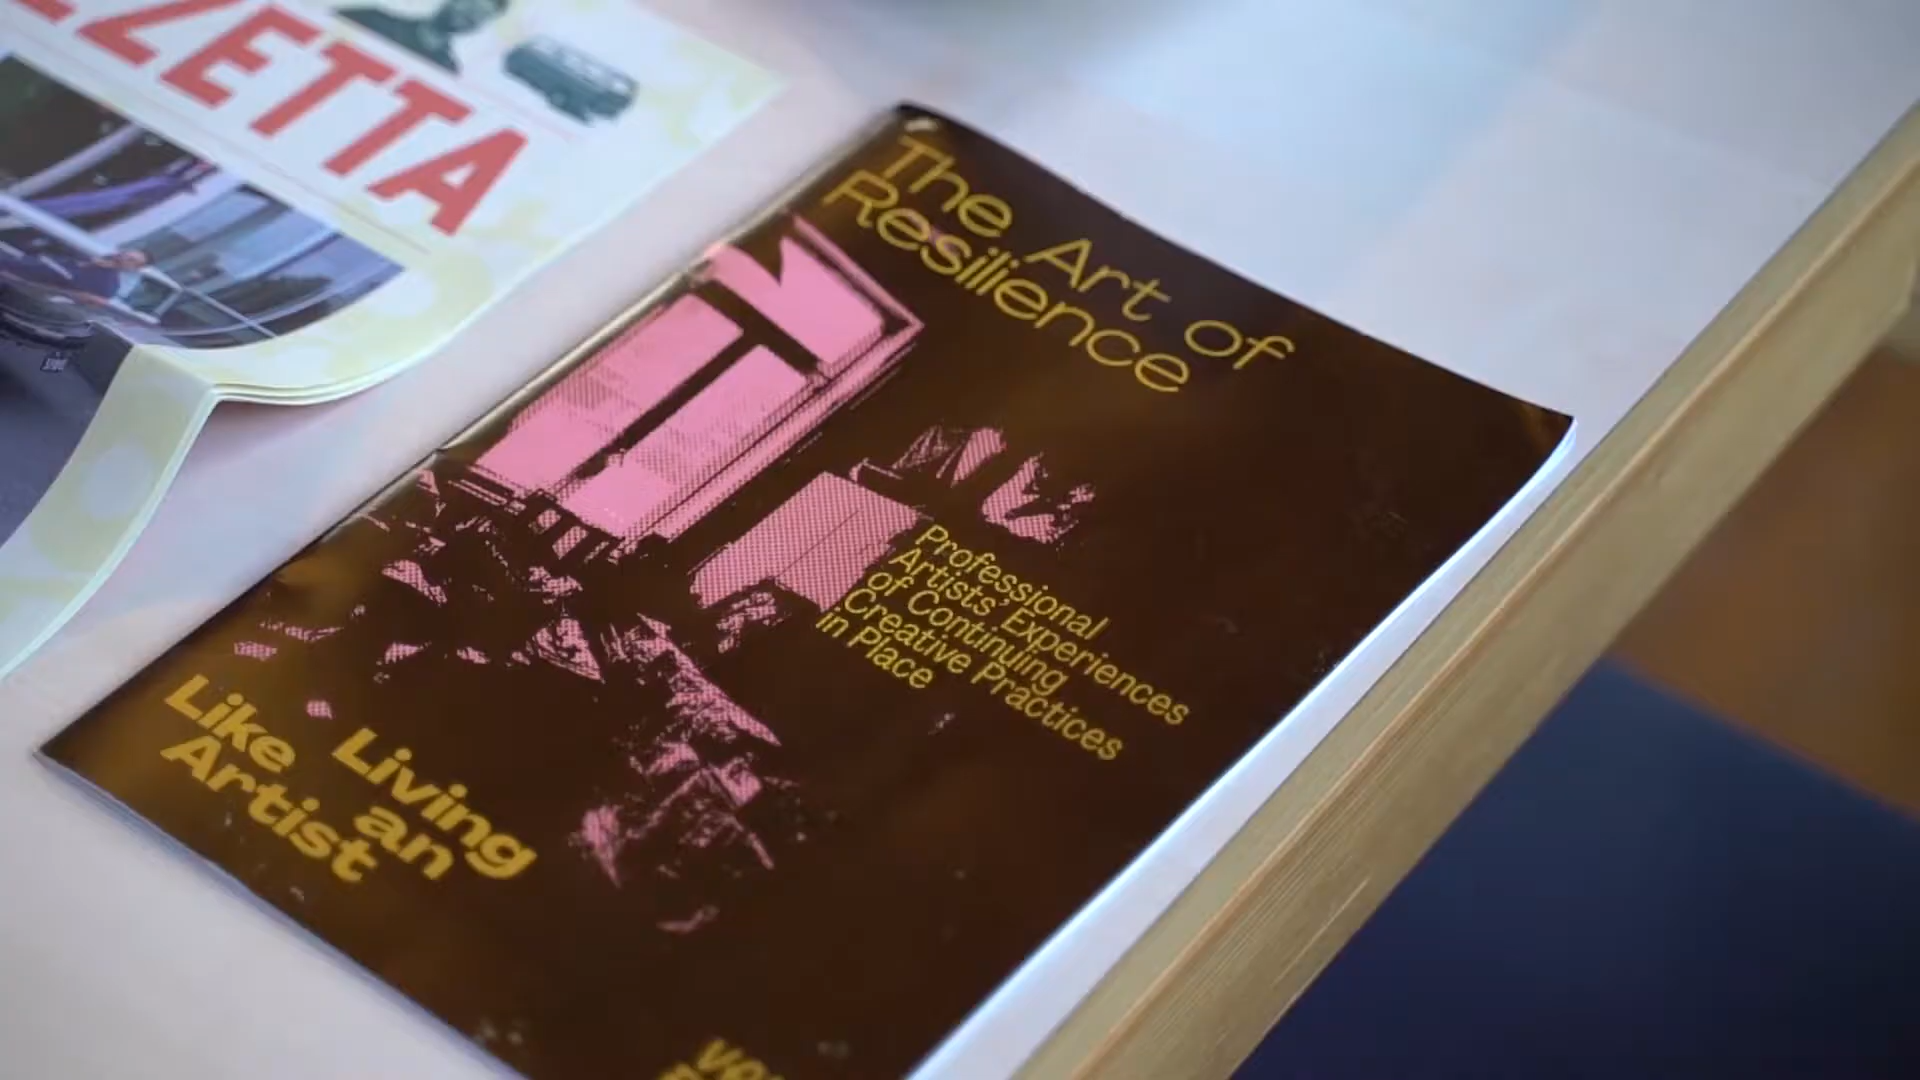 ZETTA
The Art of
Resilience
Professional
Artists' Experiences
of Continuing
Creative Practices
in Place
Living
Like an
Artist